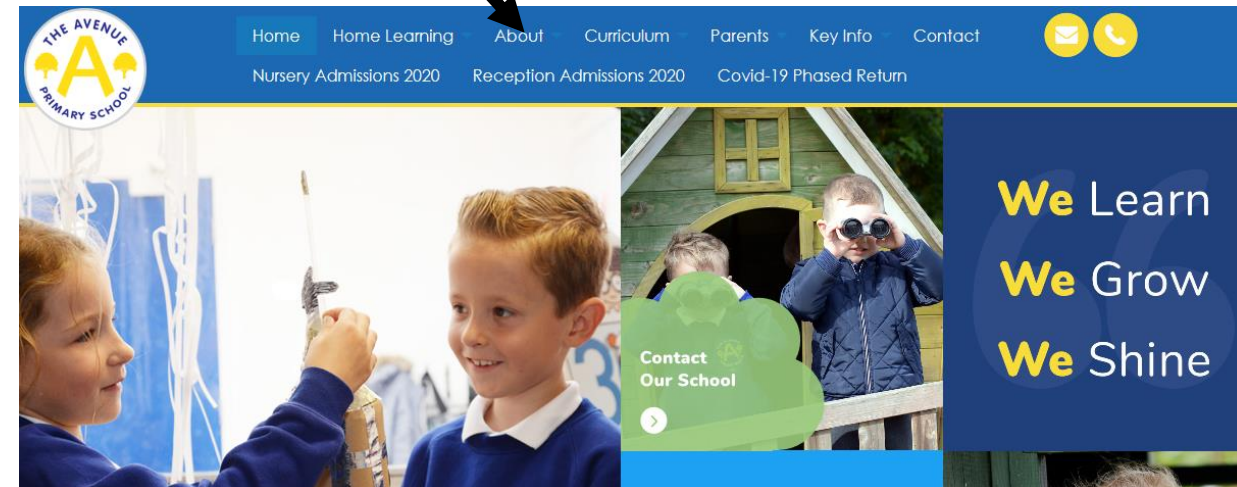 THE AVENUE
A
PRIMARY SCHOOL
Home Home Learning About Curriculum Parents Key Info Contact
Nursery Admissions 2020 Reception Admissions 2020 Covid-19 Phased Return
Contact
Our School
We Learn
We Grow
We Shine